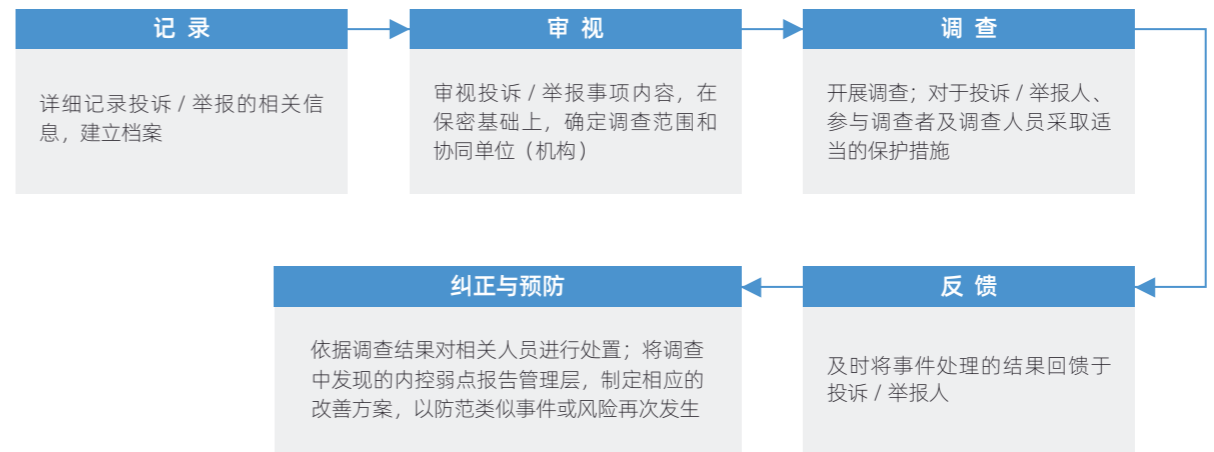 记 录
详细记录投诉 / 举报的相关信
息，建立档案
审 视
审视投诉 / 举报事项内容，在
保密基础上，确定调查范围和
协同单位（机构）
调 查
开展调查；对于投诉 / 举报人、
参与调查者及调查人员采取适
当的保护措施
反 馈
及时将事件处理的结果回馈于
投诉 / 举报人
纠正与预防
依据调查结果对相关人员进行处置；将调查
中发现的内控弱点报告管理层，制定相应的
改善方案，以防范类似事件或风险再次发生